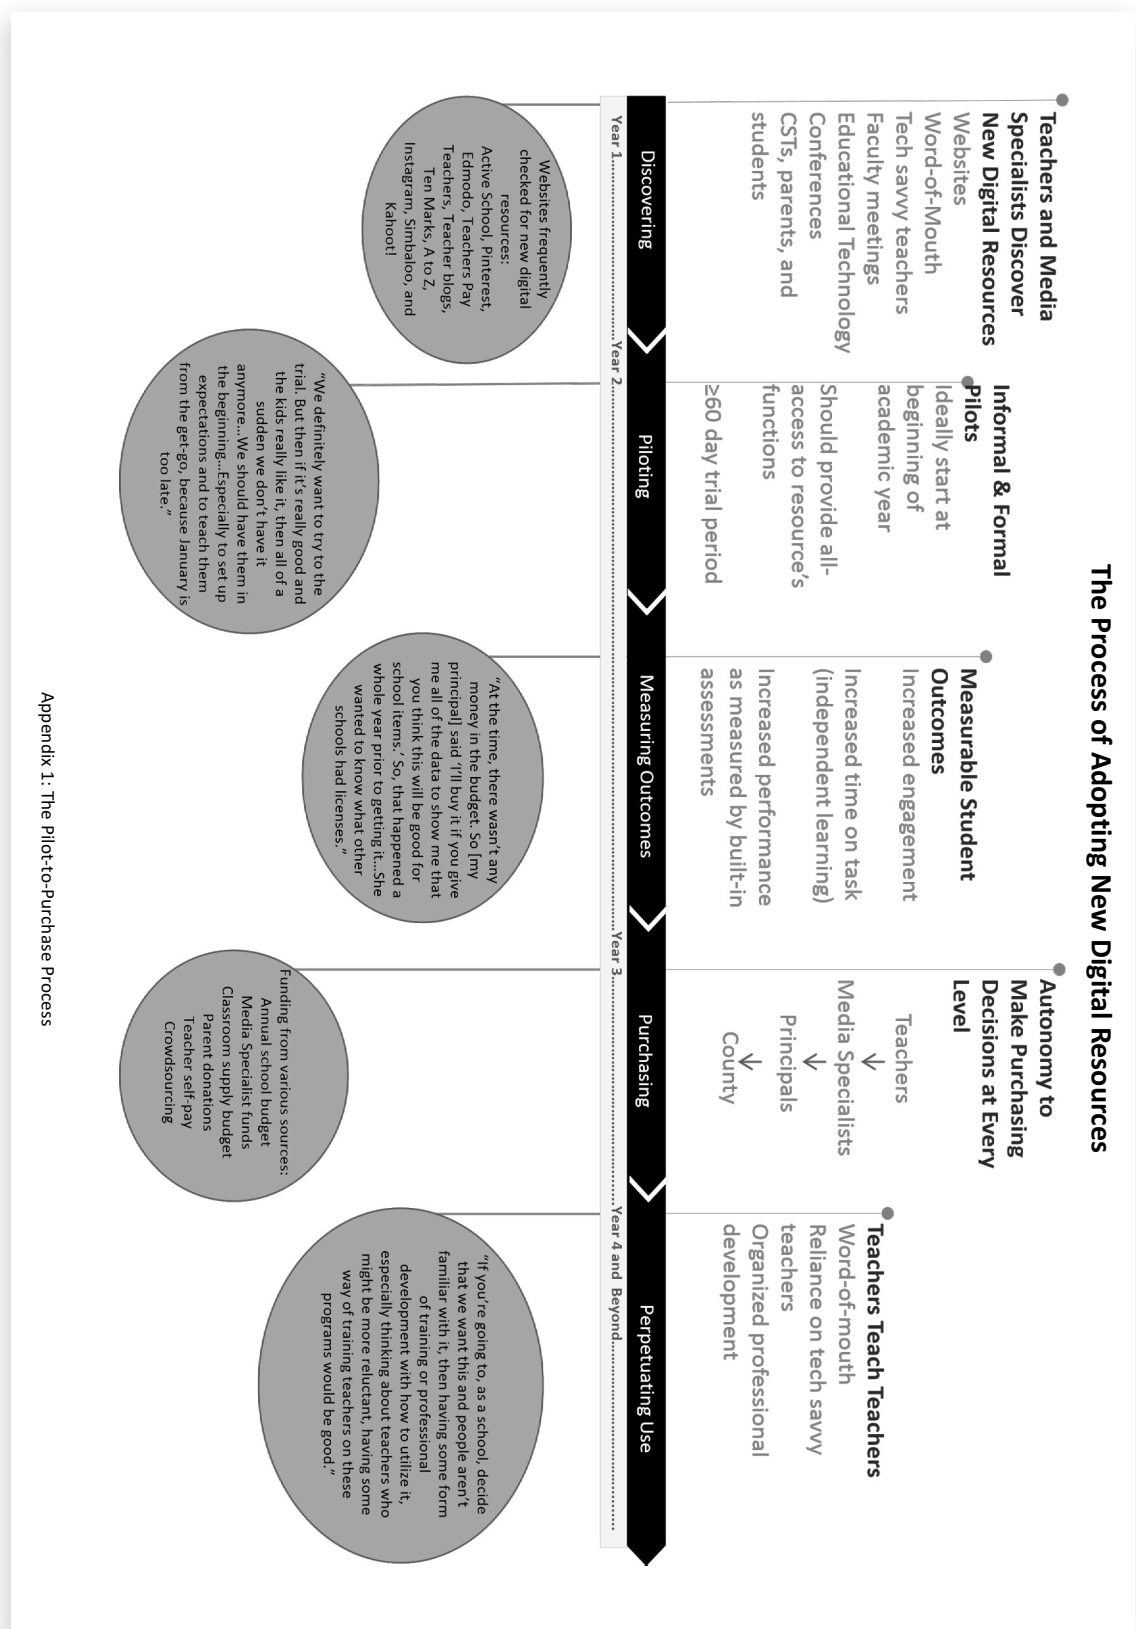 The Process of Adopting New Digital Resources
Teachers and Media
Specialists Discover
New Digital Resources
Websites
Word-of-Mouth
Tech savvy teachers
Faculty meetings
Educational Technology
Conferences
CSTs, parents, and
students
Informal & Formal
Pilots
Ideally start at
beginning of
academic year
Should provide all-
access to resource's
functions
≥60 day trial period
Measurable Student
Outcomes
Increased engagement
Increased time on task
(independent learning)
Increased performance
as measured by built-in
assessments
Autonomy to
Make Purchasing
Decisions at Every
Level
Teachers
↓
Media Specialists
↓
Principals
↓
County
Teachers Teach Teachers
Word-of-mouth
Reliance on tech savvy
teachers
Organized professional
development
Discovering
Piloting
Measuring Outcomes
Purchasing
Perpetuating Use
Year 1...Year 2...Year 3...Year 4 and Beyond...
Websites frequently
checked for new digital
resources:
Active School, Pinterest,
Edmodo, Teachers Pay
Teachers, Teacher blogs,
Ten Marks, A to Z,
Instagram, Simbaloo, and
Kahoot!
“We definitely want to try to the
trial. But then if it's really good and
the kids really like it, then all of a
sudden we don't have it
anymore...We should have them in
the beginning...Especially to set up
expectations and to teach them
from the get-go, because January is
too late.”
“At the time, there wasn't any
money in the budget. So [my
principal] said ‘I'll buy it if you give
me all of the data to show me that
you think this will be good for
school items.’ So, that happened a
whole year prior to getting it...She
wanted to know what other
schools had licenses.”
Funding from various sources:
Annual school budget
Media Specialist funds
Classroom supply budget
Parent donations
Teacher self-pay
Crowdsourcing
“If you're going to, as a school, decide
that we want this and people aren't
familiar with it, then having some form
of training or professional
development with how to utilize it,
especially thinking about teachers who
might be more reluctant, having some
way of training teachers on these
programs would be good.”
Appendix 1: The Pilot-to-Purchase Process